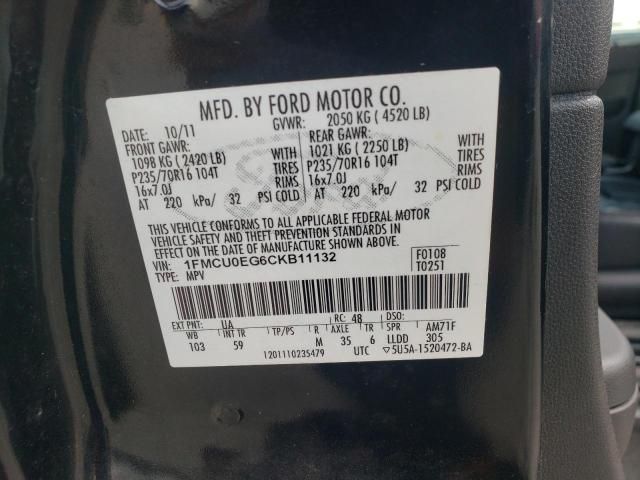 MFD. BY FORD MOTOR CO.
DATE: 10/11 GVWR: 2050 KG ( 4520 LB)
FRONT GAWR: REAR GAWR:
1098 KG ( 2420 LB) WITH 1021 KG ( 2250 LB) WITH
P235/70R16 104T TIRES P235/70R16 104T TIRES
16x7.0J RIMS 16x7.0J RIMS
AT 220 kPa/ 32 PSI COLD AT 220 kPa/ 32 PSI COLD
THIS VEHICLE CONFORMS TO ALL APPLICABLE FEDERAL MOTOR
VEHICLE SAFETY AND THEFT PREVENTION STANDARDS IN
EFFECT ON THE DATE OF MANUFACTURE SHOWN ABOVE.
VIN: 1FMCU0EG6CKB11132 F0108
TYPE: MPV T0251
EXT PNT: UA RC: 4B DSO:
WB INT TR TP/PS R AXLE TR SPR AM71F
103 59 M 35 6 LLDD 305
1201110235479 UTC ▽5U5A-1520472-BA